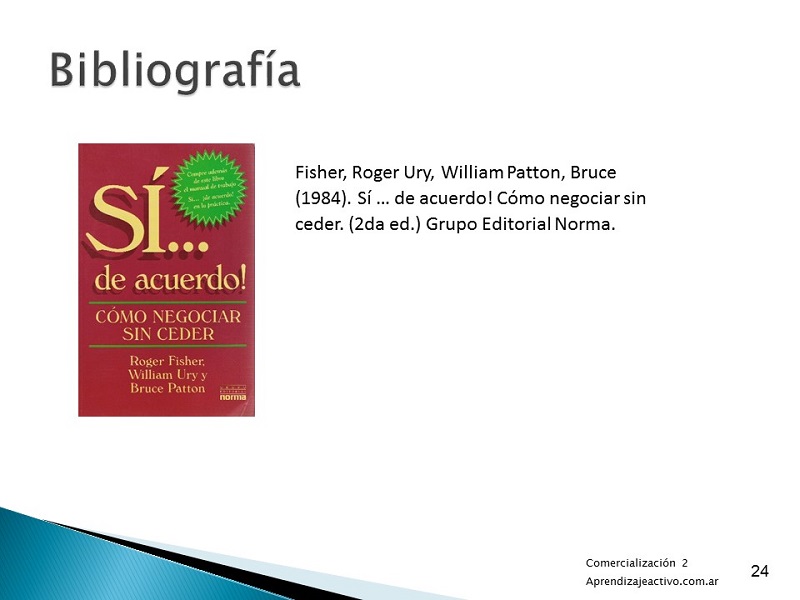 Bibliografía
Compre además
de este libro
el manual de trabajo
Sí... ¡de acuerdo!
en la práctica.
SÍ...
de acuerdo!
CÓMO NEGOCIAR
SIN CEDER
Roger Fisher,
William Ury y
Bruce Patton
norma
Fisher, Roger Ury, William Patton, Bruce
(1984). Sí ... de acuerdo! Cómo negociar sin
ceder. (2da ed.) Grupo Editorial Norma.
Comercialización 2
Aprendizajeactivo.com.ar
24